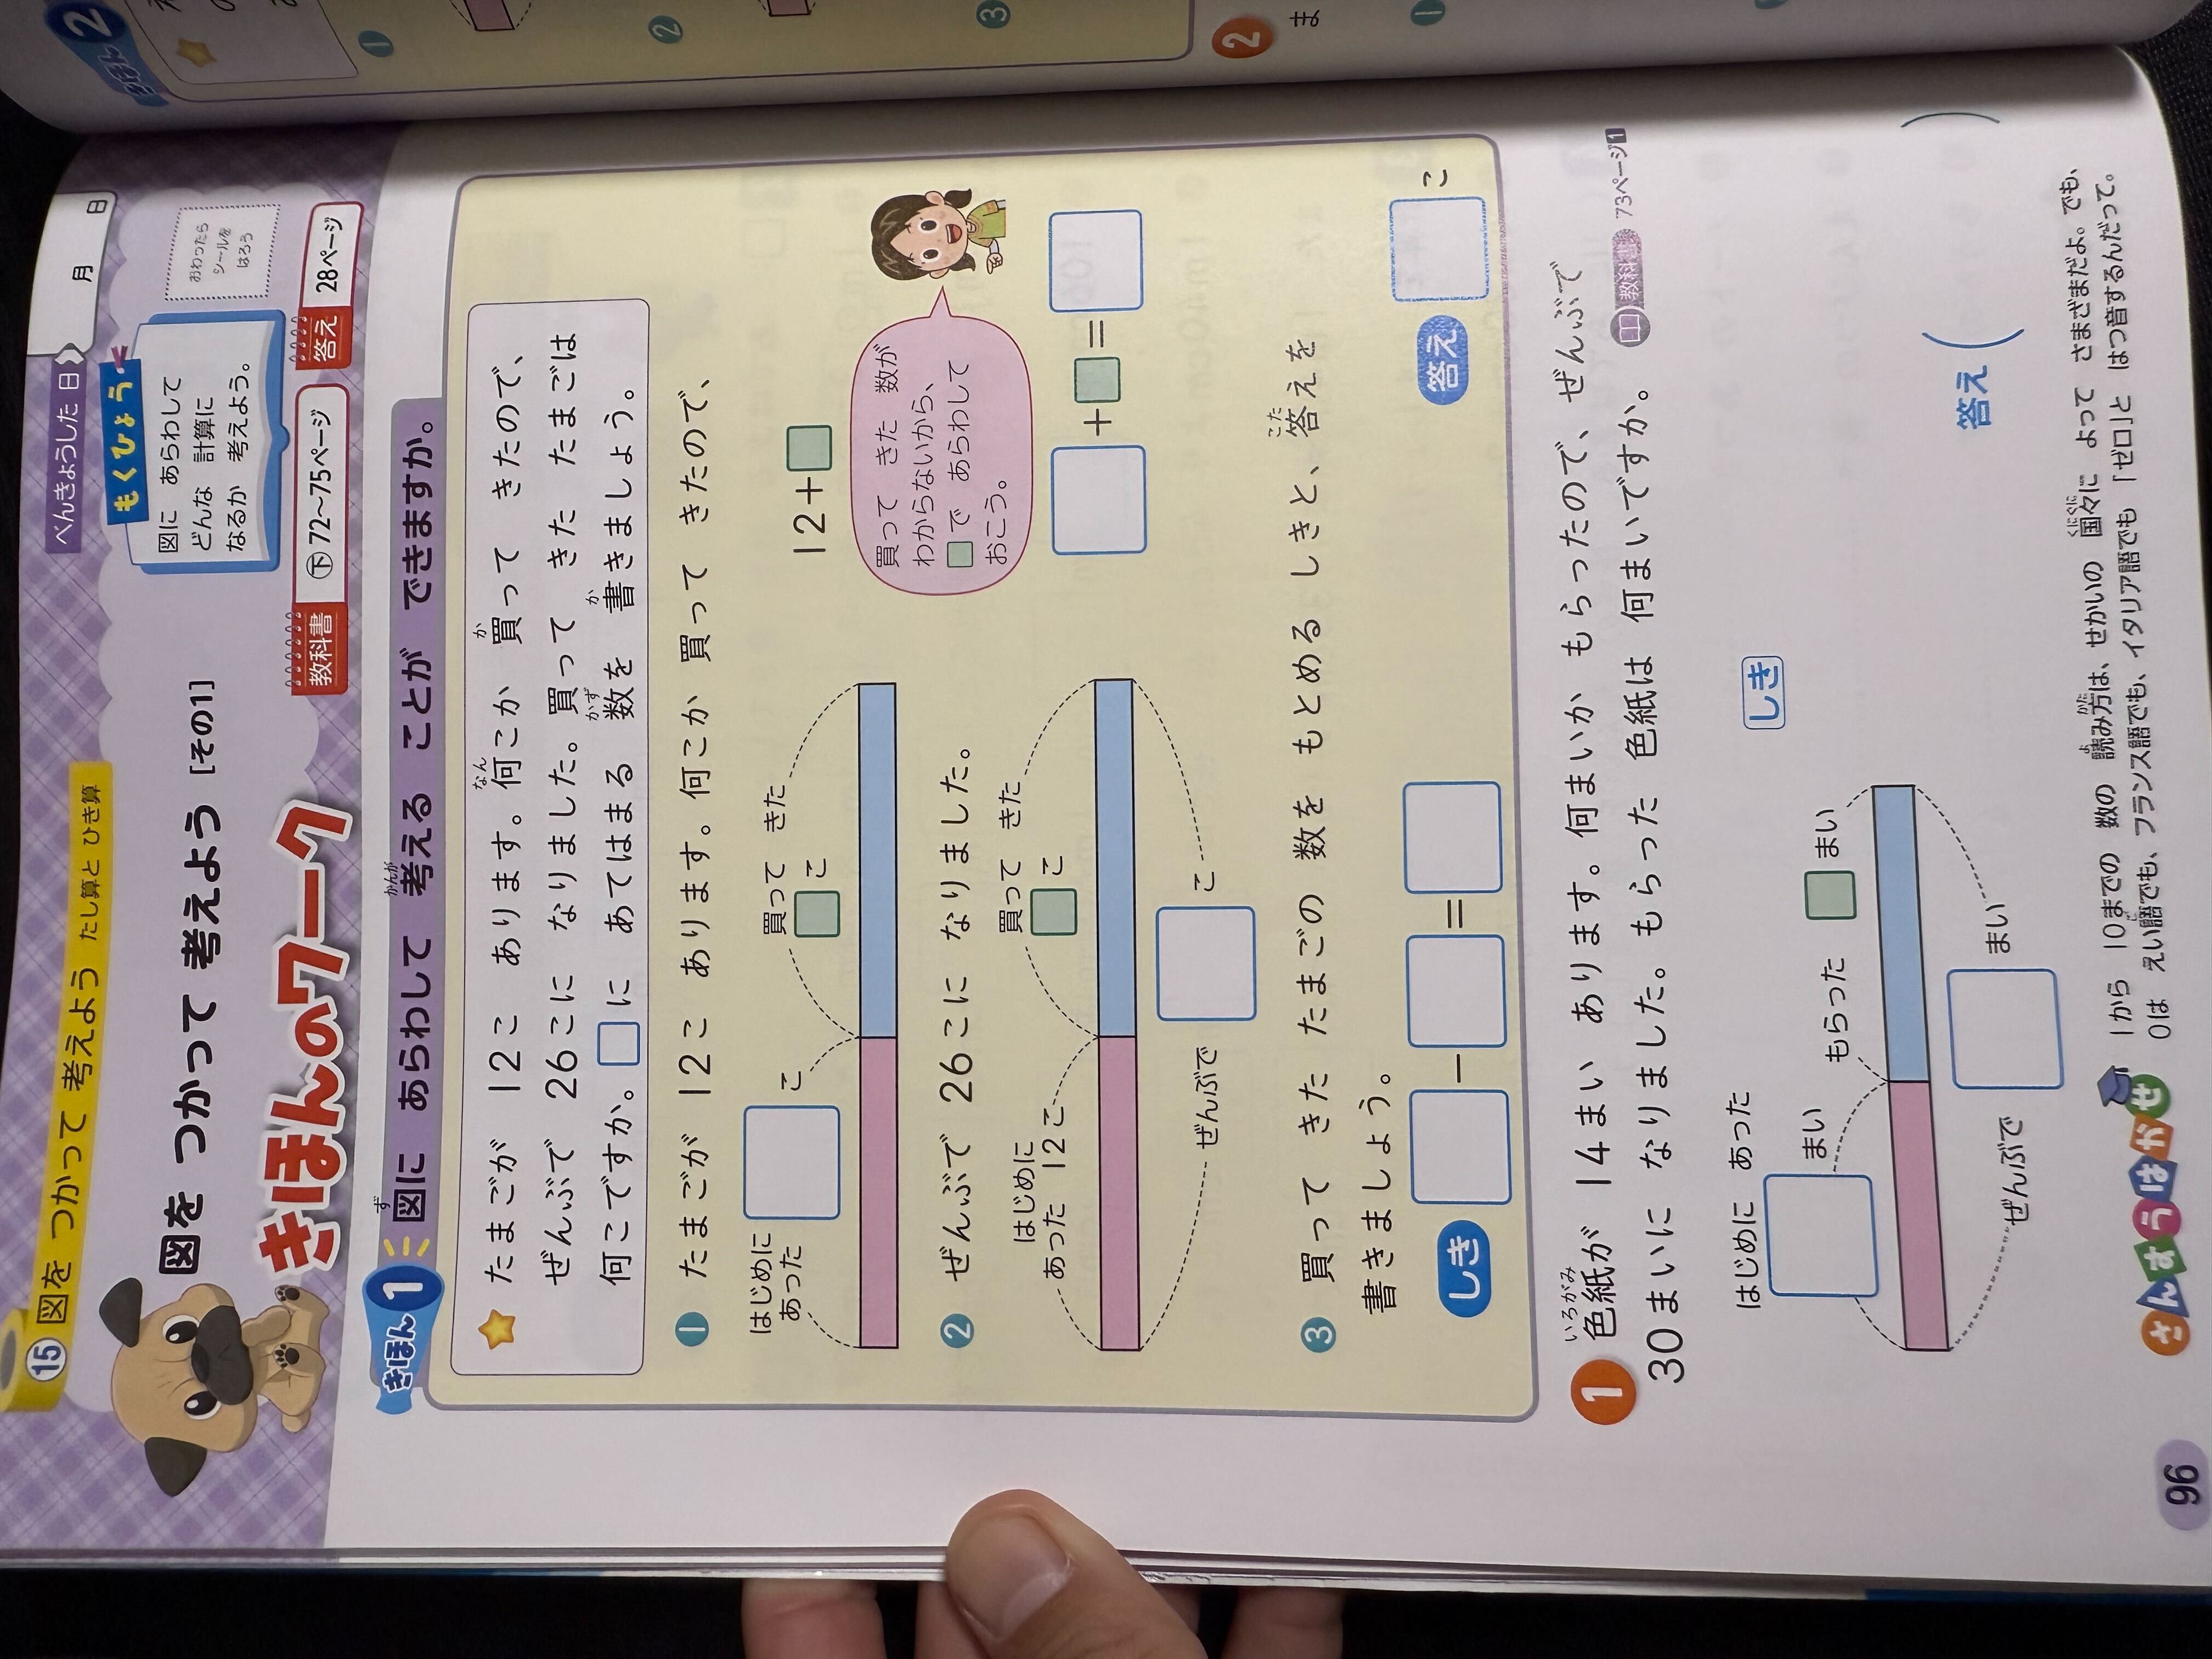 べんきょうした 日 月 日
⑮ 図を つかって 考えよう たし算と ひき算
図を つかって 考えよう [その1]
きほんのワーク
もくひょう
図に あらわして
どんな 計算に
なるか 考えよう。
おわったら
シールを
はろう
教科書 ㊦72〜75ページ
答え 28ページ
きほん 1 図に あらわして 考える ことが できますか。
たまごが 12こ あります。何こか 買って きたので、
ぜんぶで 26こに なりました。買って きた たまごは
何こですか。□に あてはまる 数を 書きましょう。
❶ たまごが 12こ あります。何こか 買って きたので、
はじめに
あった
こ
買って きた
□こ
12+□
買って きた 数が
わからないから、
□で あらわして
おこう。
❷ ぜんぶで 26こに なりました。
はじめに
あった 12こ
買って きた
□こ
ぜんぶで □こ
□+□=□
❸ 買って きた たまごの 数を もとめる しきと、答えを
書きましょう。
しき □−□=□
答え □こ
1 色紙が 14まい あります。何まいか もらったので、ぜんぶで
30まいに なりました。もらった 色紙は 何まいですか。
教科書 73ページ1
はじめに あった
□まい
もらった □まい
ぜんぶで □まい
しき
答え ( )
さんすうはかせ
1から 10までの 数の 読み方は、せかいの 国々に よって さまざまだよ。でも、
0は えい語でも、フランス語でも、イタリア語でも 「ゼロ」と はつ音するんだって。
96
2
❶
❷
❸
2
ま
❶